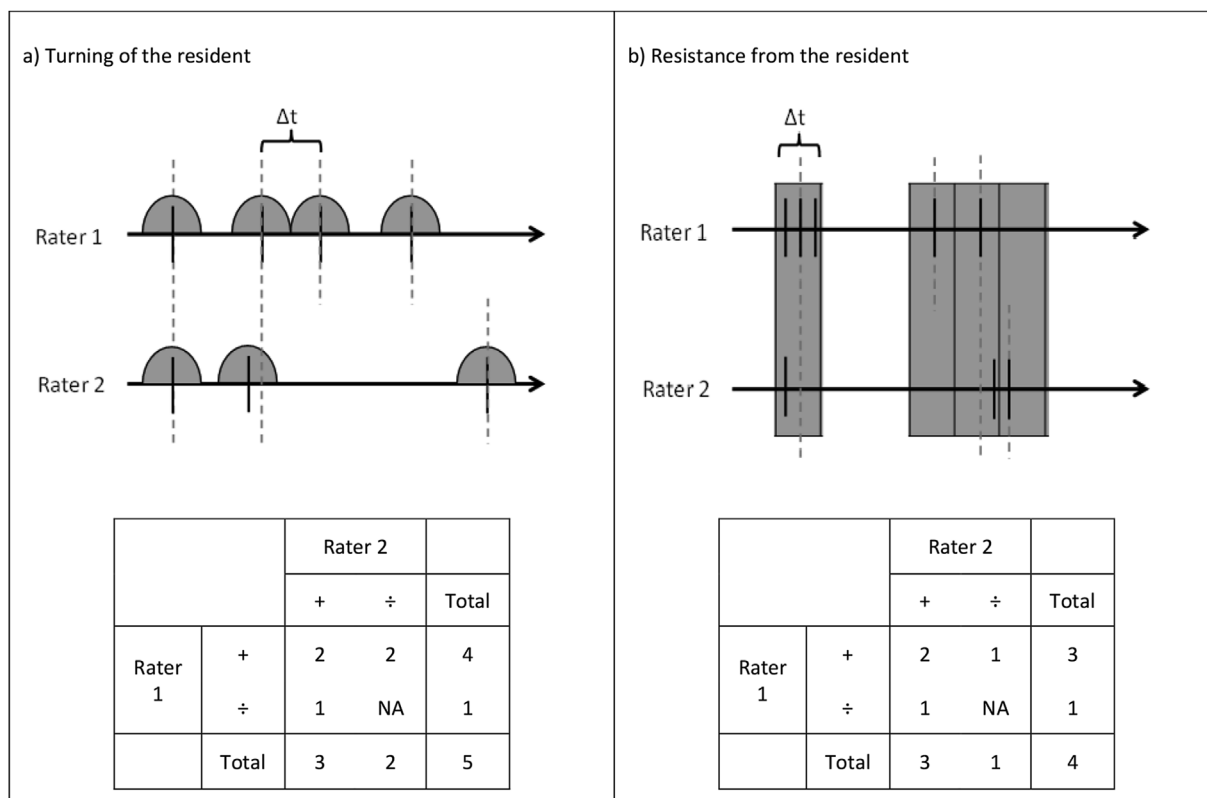 a) Turning of the resident
Δt
Rater 1
Rater 2
Rater 2
+ ÷ Total
Rater
1
+ 2 2 4
÷ 1 NA 1
Total 3 2 5
b) Resistance from the resident
Δt
Rater 1
Rater 2
Rater 2
+ ÷ Total
Rater
1
+ 2 1 3
÷ 1 NA 1
Total 3 1 4